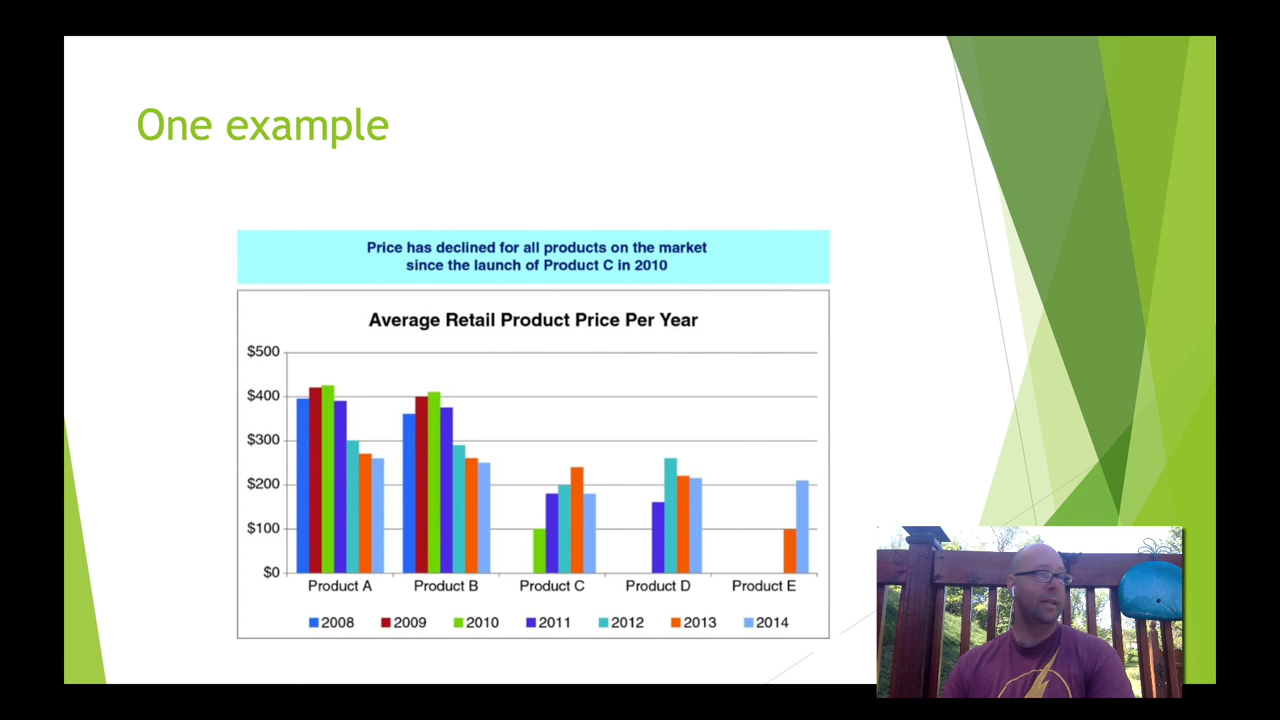 One example
Price has declined for all products on the market
since the launch of Product C in 2010
Average Retail Product Price Per Year
$500
$400
$300
$200
$100
$0
Product A Product B Product C Product D Product E
2008 2009 2010 2011 2012 2013 2014